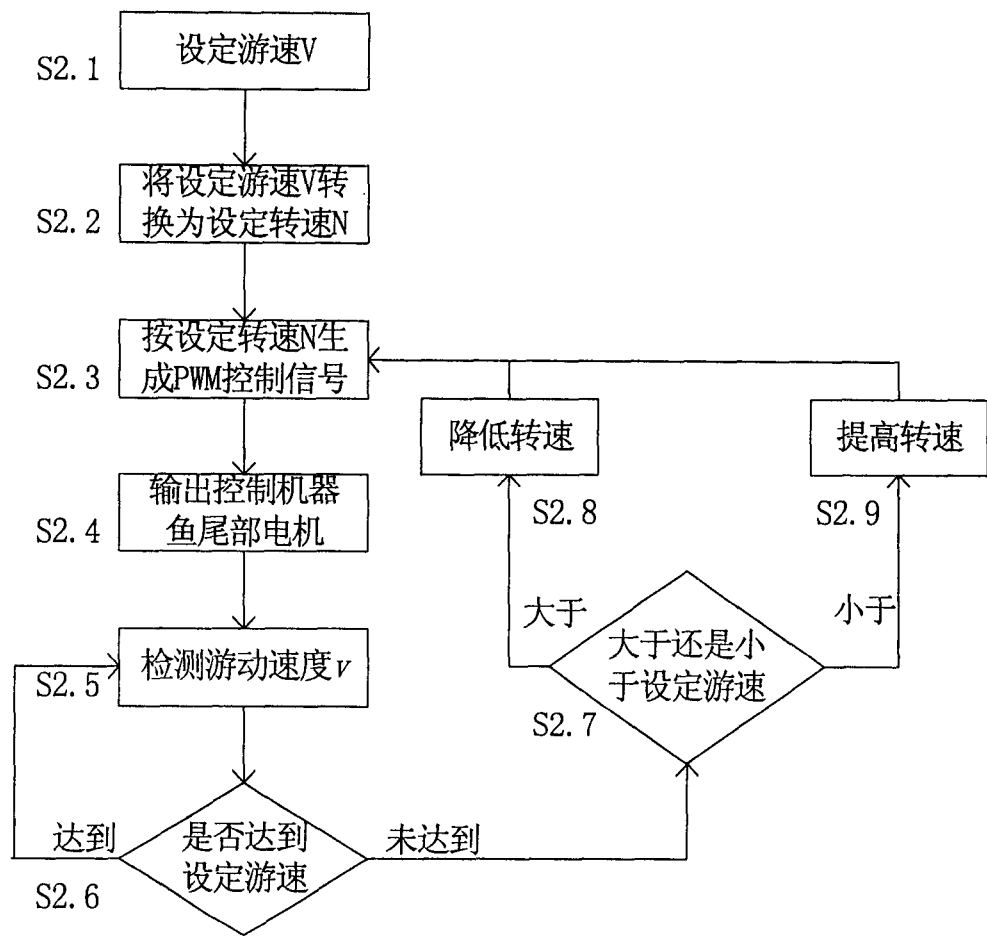 设定游速V
S2.1
将设定游速V转
换为设定转速N
S2.2
按设定转速N生
成PWM控制信号
S2.3
降低转速
提高转速
输出控制机器
鱼尾部电机
S2.4
S2.8
S2.9
大于
小于
检测游动速度v
S2.5
大于还是小
于设定游速
S2.7
达到
是否达到
设定游速
未达到
S2.6